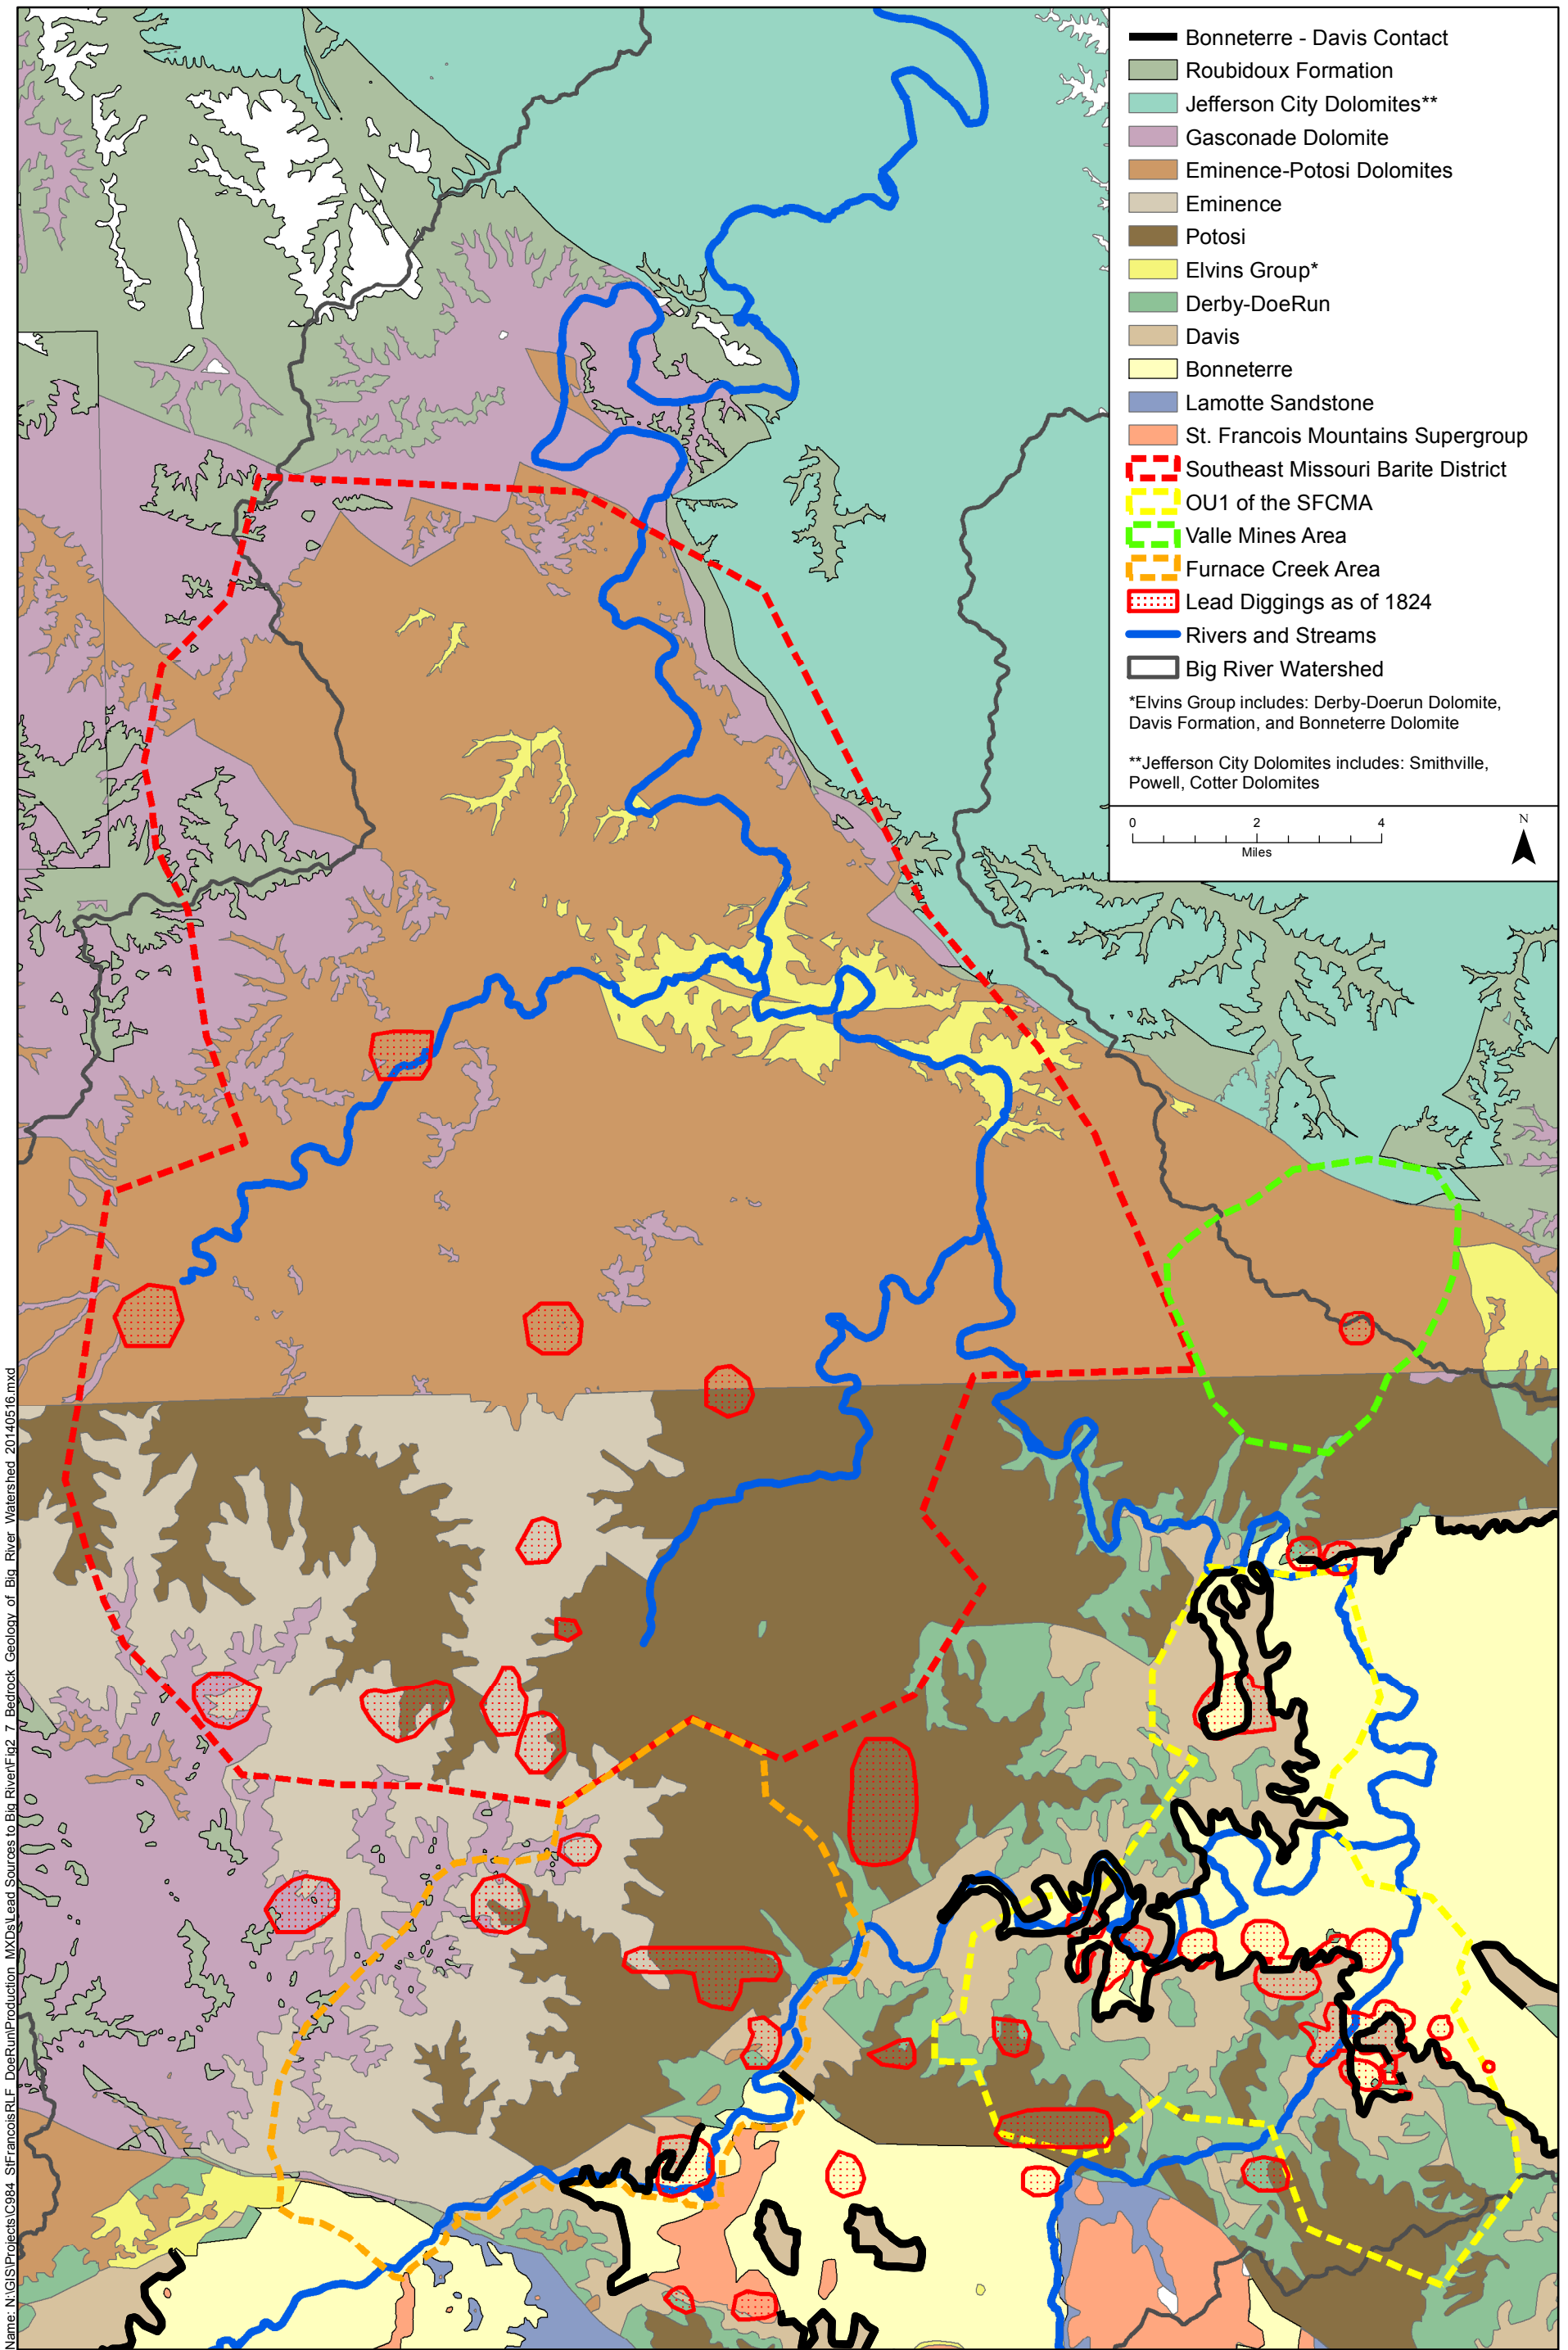 Bonneterre - Davis Contact
Roubidoux Formation
Jefferson City Dolomites**
Gasconade Dolomite
Eminence-Potosi Dolomites
Eminence
Potosi
Elvins Group*
Derby-DoeRun
Davis
Bonneterre
Lamotte Sandstone
St. Francois Mountains Supergroup
Southeast Missouri Barite District
OU1 of the SFCMA
Valle Mines Area
Furnace Creek Area
Lead Diggings as of 1824
Rivers and Streams
Big River Watershed
*Elvins Group includes: Derby-Doerun Dolomite,
Davis Formation, and Bonneterre Dolomite
**Jefferson City Dolomites includes: Smithville,
Powell, Cotter Dolomites
0 2 4
Miles
N
Name: N:\GIS\Projects\C984_StFrancoisRLF_DoeRun\Production_MXDs\Lead Sources to Big River\Fig2_7_Bedrock_Geology_of_Big_River_Watershed_20140516.mxd